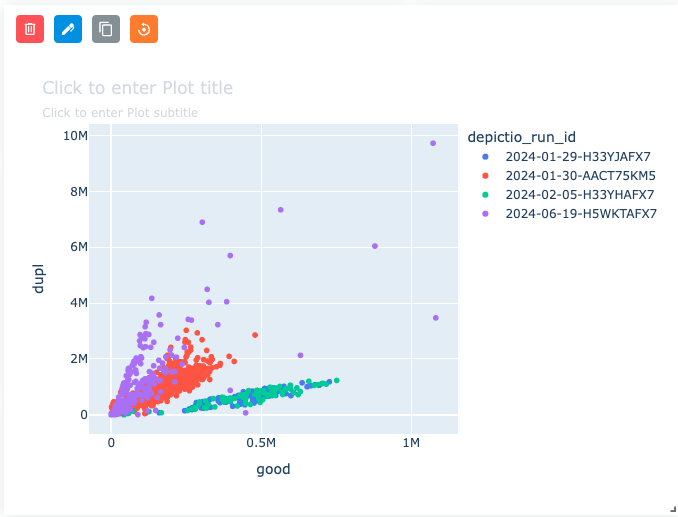 Click to enter Plot title
Click to enter Plot subtitle
10M
8M
6M
4M
2M
0
dupl
0
0.5M
1M
good
depictio_run_id
2024-01-29-H33YJAFX7
2024-01-30-AACT75KM5
2024-02-05-H33YHAFX7
2024-06-19-H5WKTAFX7